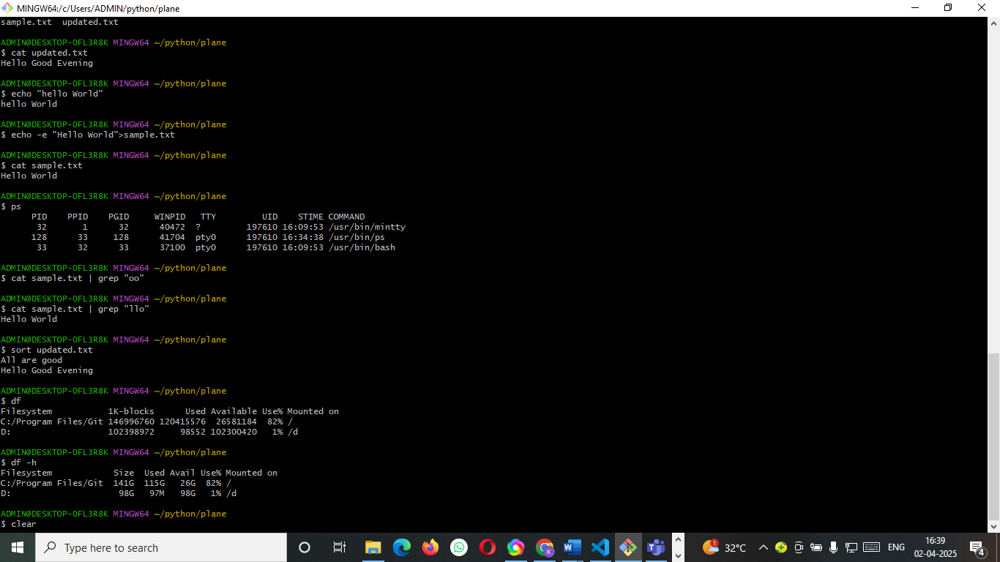 MINGW64:/c/Users/ADMIN/python/plane
sample.txt  updated.txt
ADMIN@DESKTOP-OFL3R8K MINGW64 ~/python/plane
$ cat updated.txt
Hello Good Evening
ADMIN@DESKTOP-OFL3R8K MINGW64 ~/python/plane
$ echo "hello World"
hello World
ADMIN@DESKTOP-OFL3R8K MINGW64 ~/python/plane
$ echo -e "Hello World">sample.txt
ADMIN@DESKTOP-OFL3R8K MINGW64 ~/python/plane
$ cat sample.txt
Hello World
ADMIN@DESKTOP-OFL3R8K MINGW64 ~/python/plane
$ ps
      PID    PPID    PGID     WINPID   TTY         UID    STIME COMMAND
       32       1      32      40472  ?         197610 16:09:53 /usr/bin/mintty
      128      33     128      41704  pty0      197610 16:34:38 /usr/bin/ps
       33      32      33      37100  pty0      197610 16:09:53 /usr/bin/bash
ADMIN@DESKTOP-OFL3R8K MINGW64 ~/python/plane
$ cat sample.txt | grep "oo"
ADMIN@DESKTOP-OFL3R8K MINGW64 ~/python/plane
$ cat sample.txt | grep "llo"
Hello World
ADMIN@DESKTOP-OFL3R8K MINGW64 ~/python/plane
$ sort updated.txt
All are good
Hello Good Evening
ADMIN@DESKTOP-OFL3R8K MINGW64 ~/python/plane
$ df
Filesystem           1K-blocks      Used Available Use% Mounted on
C:/Program Files/Git 146996760 120415576  26581184  82% /
D:                   102398972     98552 102300420   1% /d
ADMIN@DESKTOP-OFL3R8K MINGW64 ~/python/plane
$ df -h
Filesystem            Size  Used Avail Use% Mounted on
C:/Program Files/Git  141G  115G   26G  82% /
D:                     98G   97M   98G   1% /d
ADMIN@DESKTOP-OFL3R8K MINGW64 ~/python/plane
$ clear
Type here to search
K
W
1
32°C
ENG
16:39
02-04-2025
4